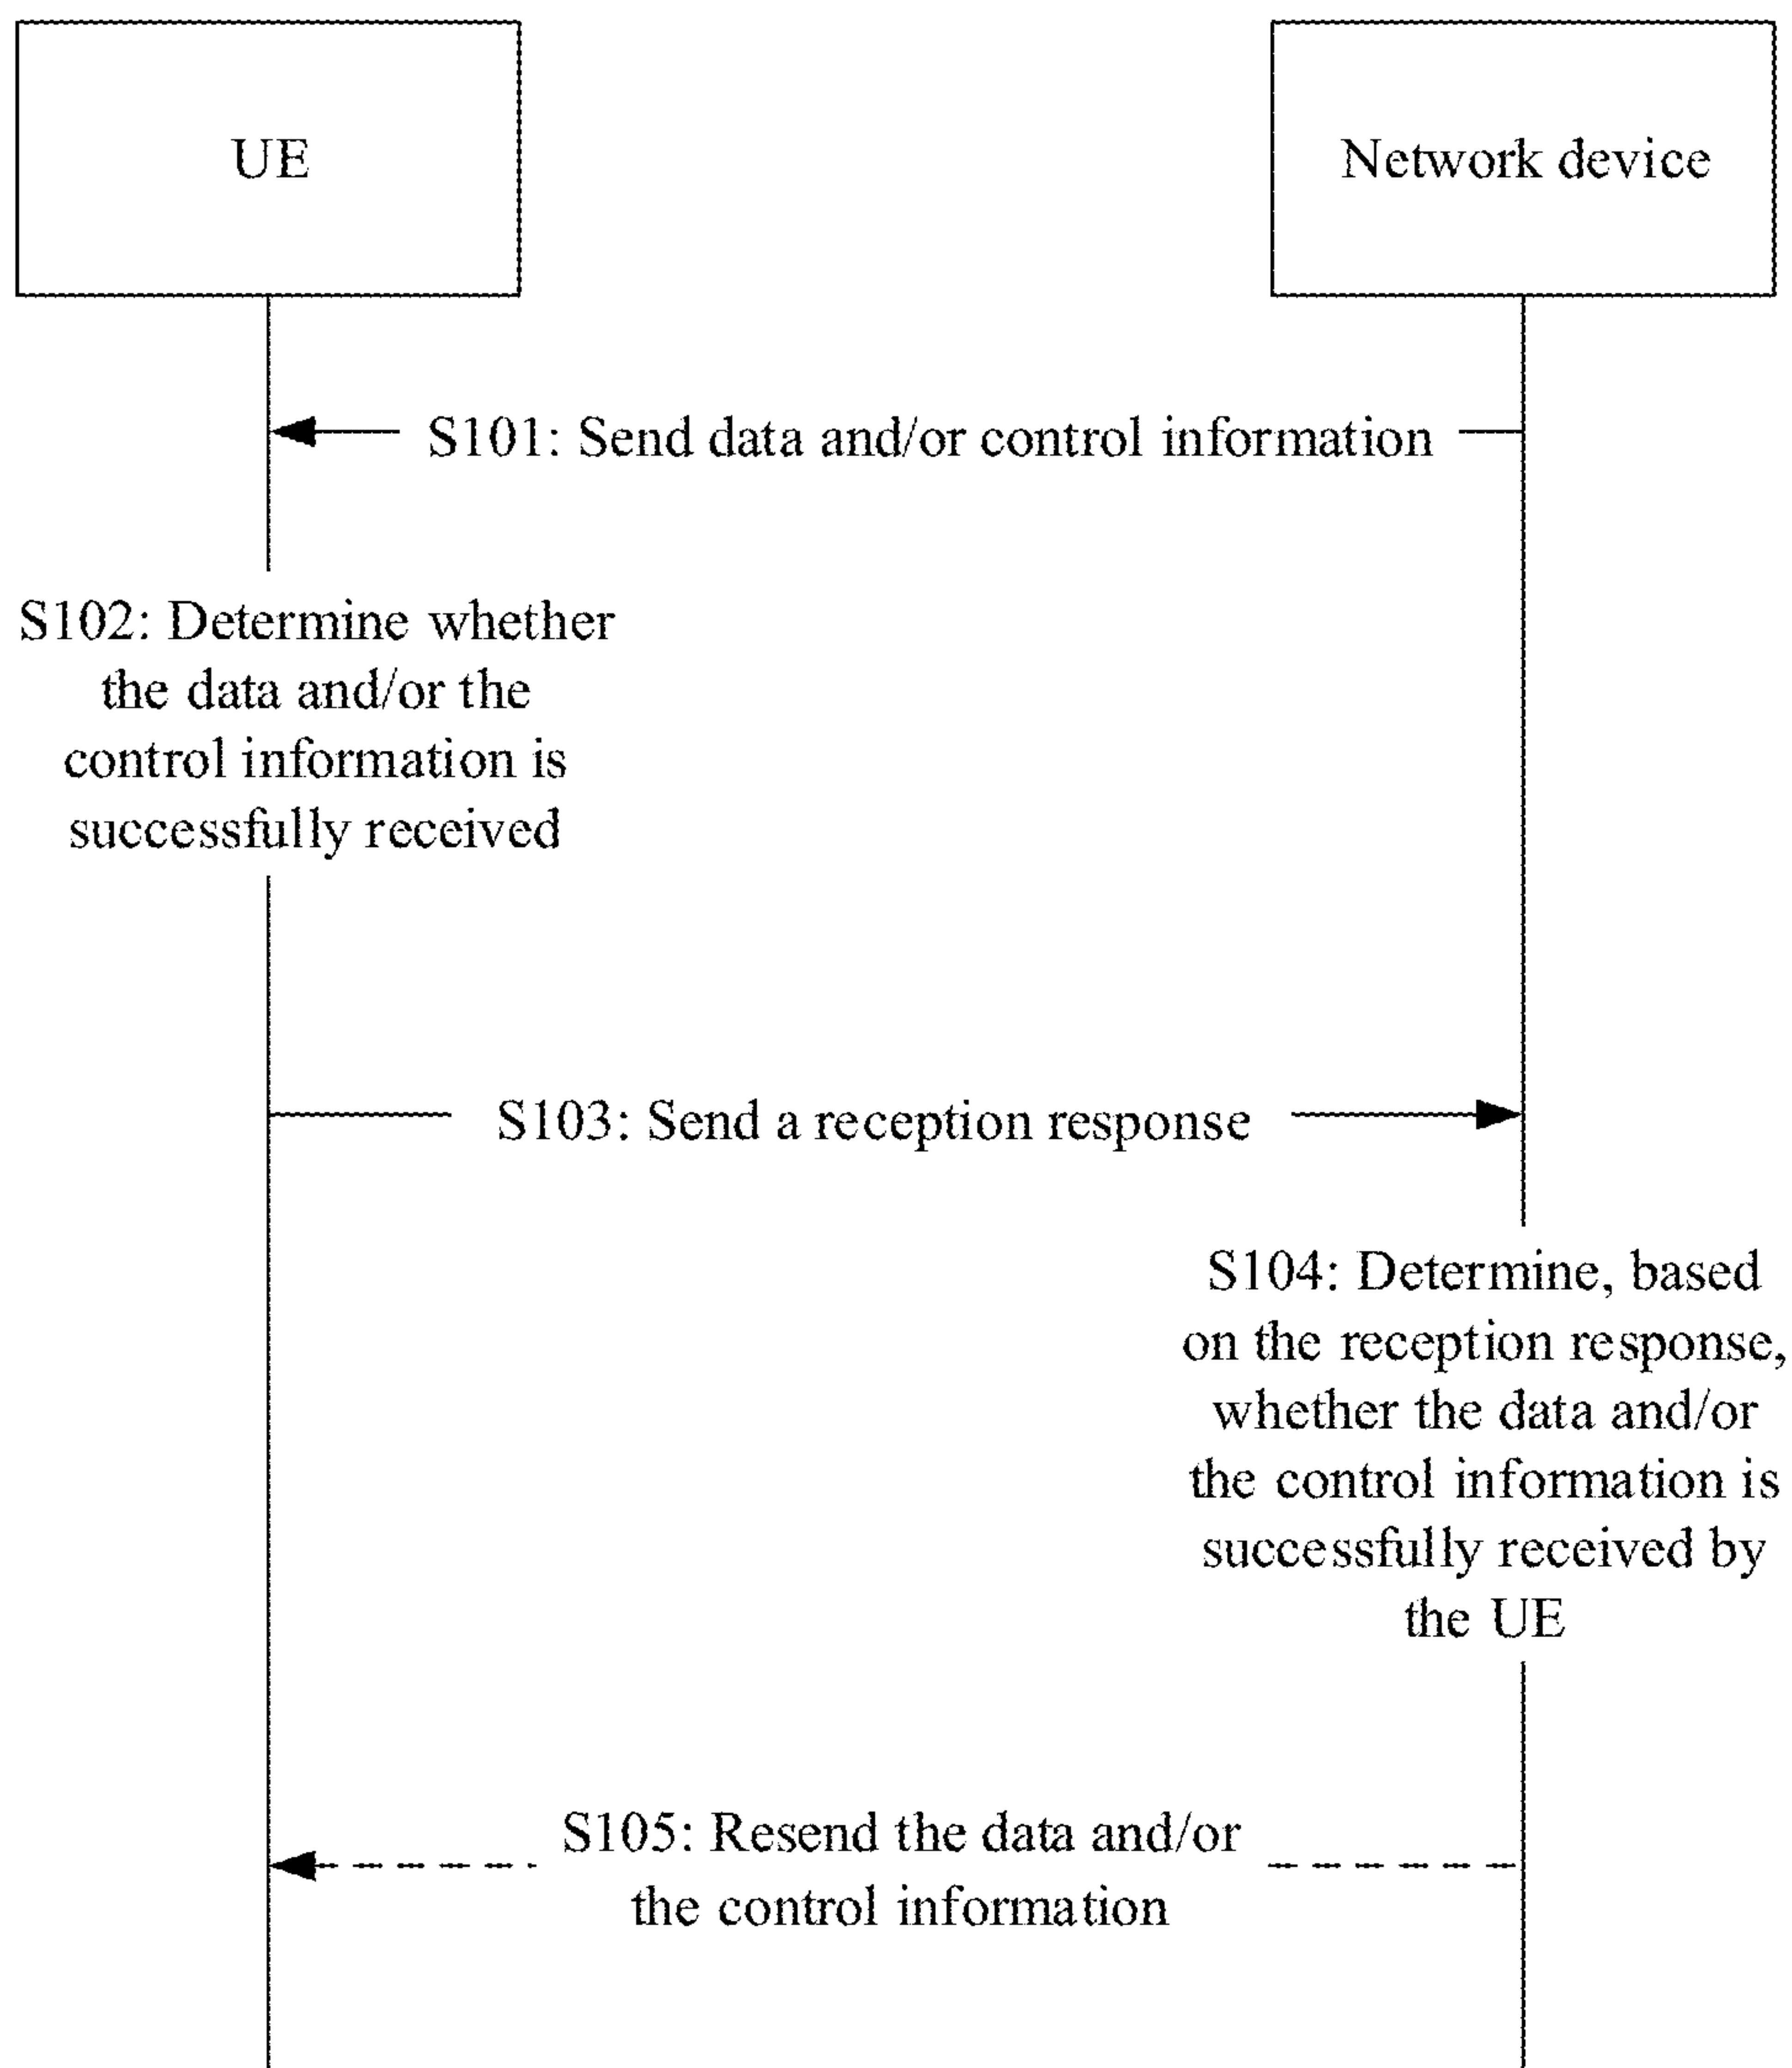 UE
Network device
S101: Send data and/or control information
S102: Determine whether
the data and/or the
control information is
successfully received
S103: Send a reception response
S104: Determine, based
on the reception response,
whether the data and/or
the control information is
successfully received by
the UE
S105: Resend the data and/or
the control information